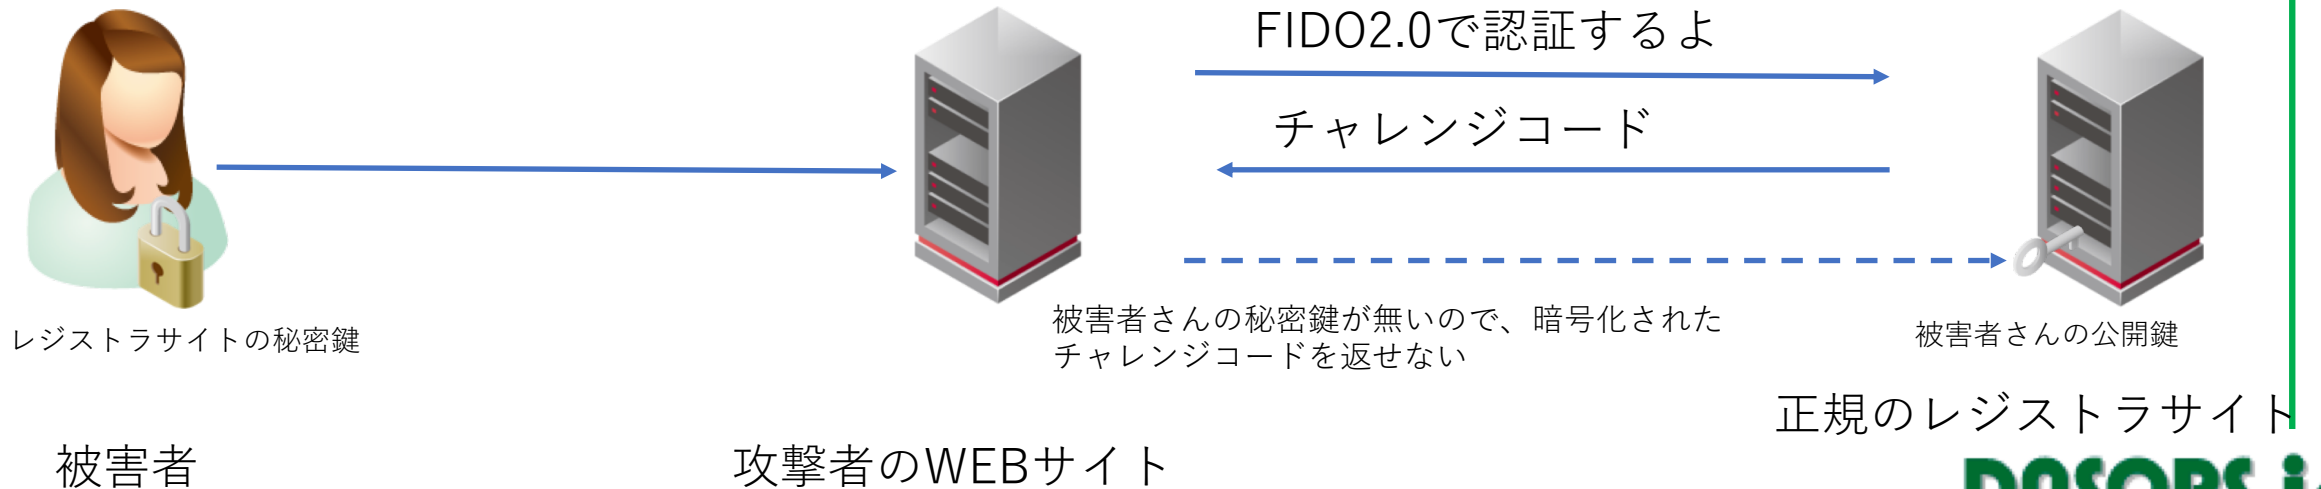 FIDO2.0で認証するよ
チャレンジコード
被害者さんの秘密鍵が無いので、暗号化された
チャレンジコードを返せない
レジストラサイトの秘密鍵
被害者さんの公開鍵
正規のレジストラサイト
被害者
攻撃者のWEBサイト